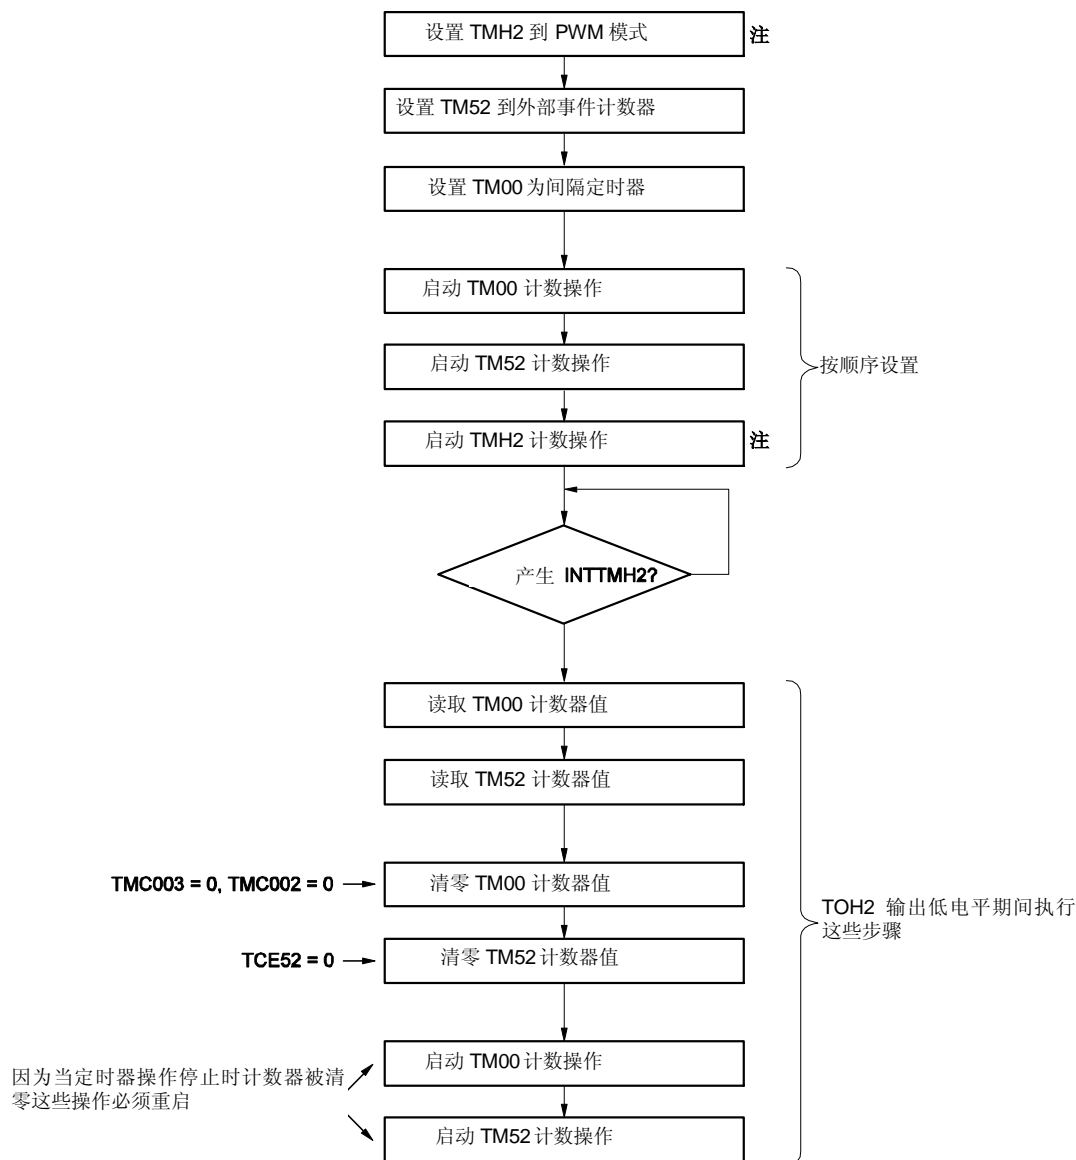 设置 TMH2 到 PWM 模式
注
设置 TM52 到外部事件计数器
设置 TM00 为间隔定时器
启动 TM00 计数操作
启动 TM52 计数操作
按顺序设置
启动 TMH2 计数操作
注
产生 INTTMH2?
读取 TM00 计数器值
读取 TM52 计数器值
TMC003 = 0, TMC002 = 0
清零 TM00 计数器值
TOH2 输出低电平期间执行
这些步骤
TCE52 = 0
清零 TM52 计数器值
启动 TM00 计数操作
因为当定时器操作停止时计数器被清
零这些操作必须重启
启动 TM52 计数操作